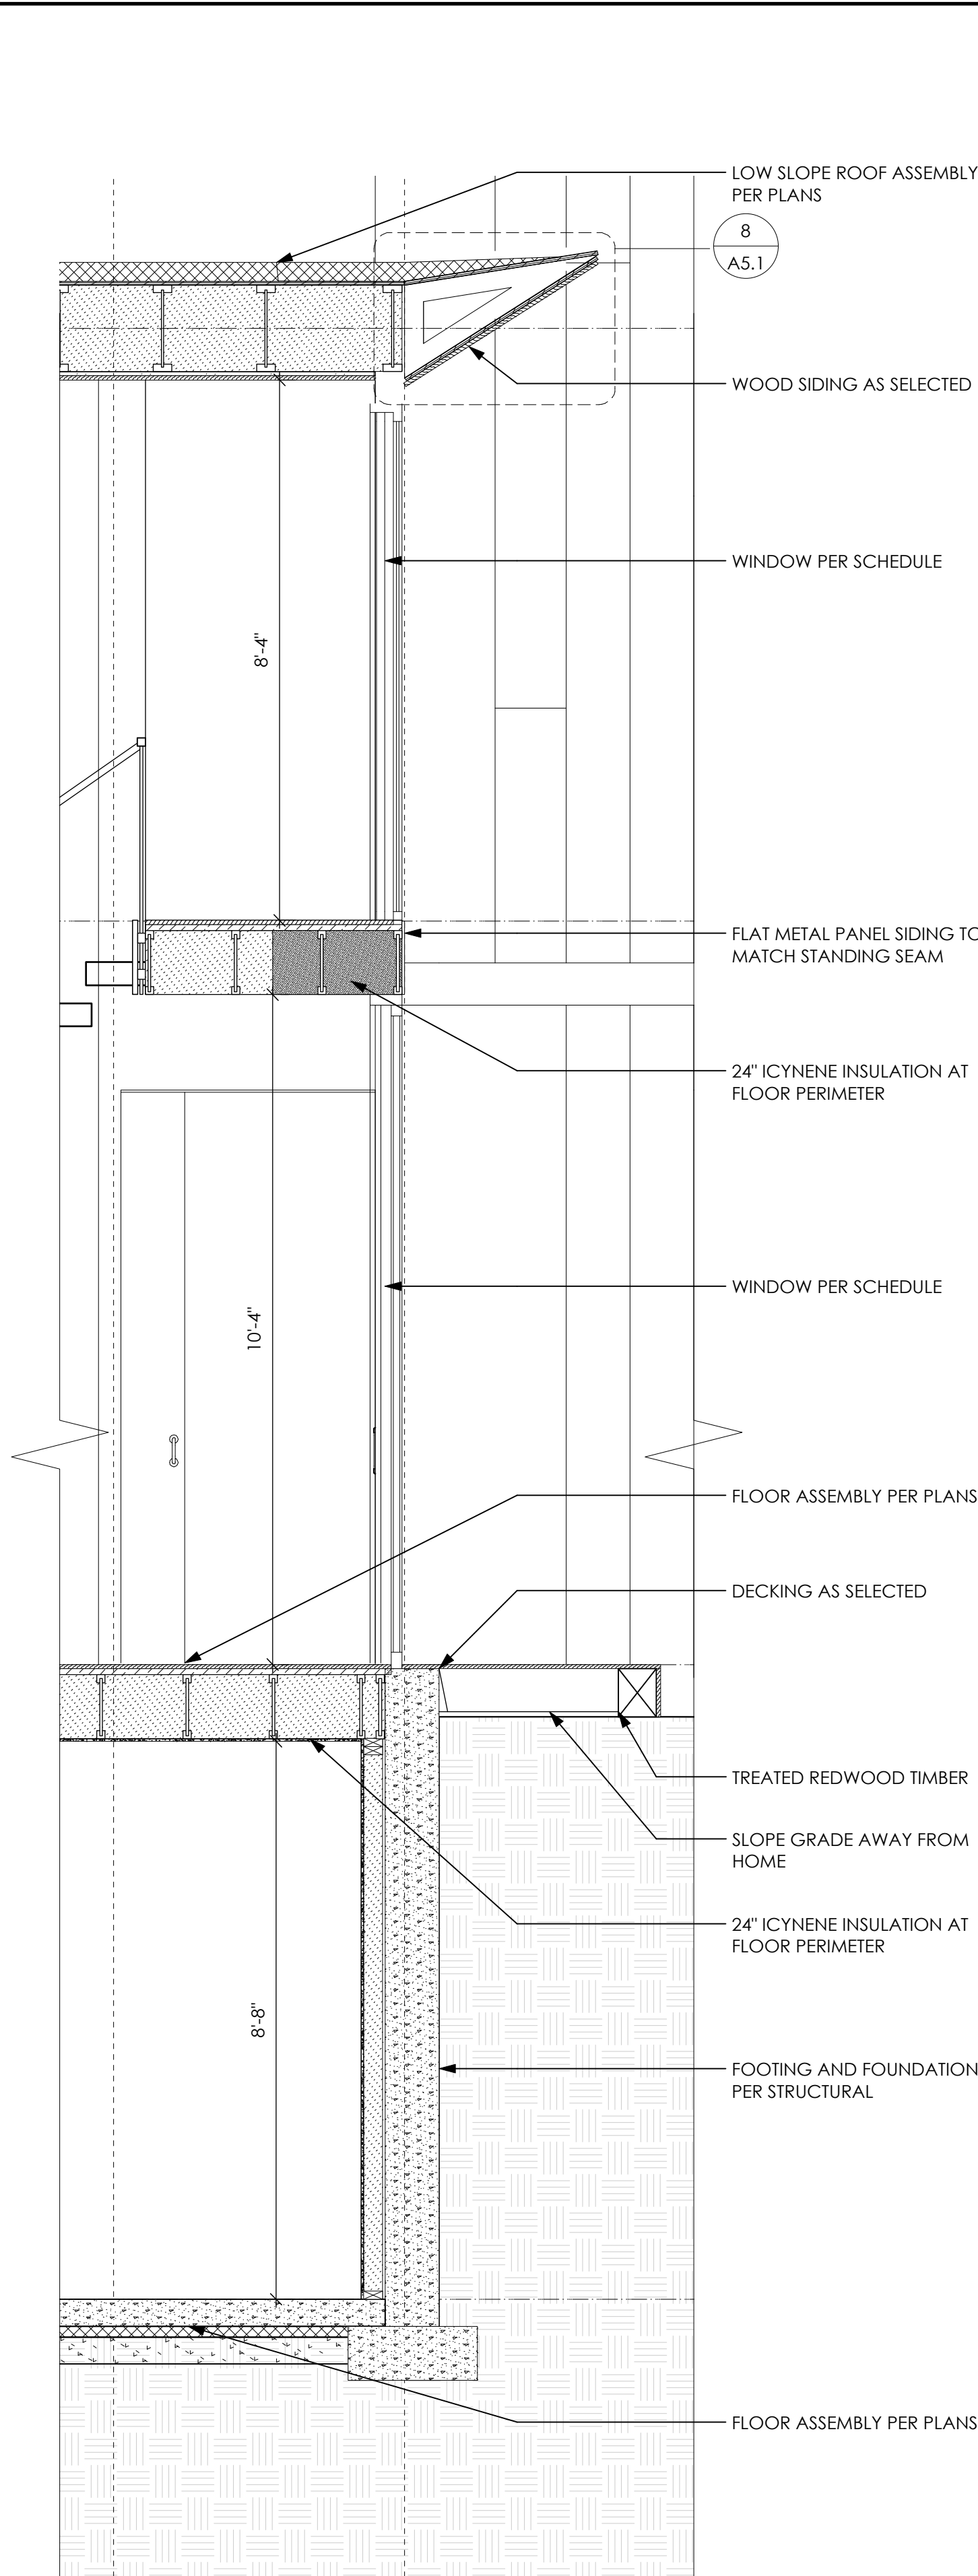 LOW SLOPE ROOF ASSEMBLY
PER PLANS
8
A5.1
WOOD SIDING AS SELECTED
WINDOW PER SCHEDULE
8'-4"
FLAT METAL PANEL SIDING TO
MATCH STANDING SEAM
24" ICYNENE INSULATION AT
FLOOR PERIMETER
WINDOW PER SCHEDULE
10'-4"
FLOOR ASSEMBLY PER PLANS
DECKING AS SELECTED
TREATED REDWOOD TIMBER
SLOPE GRADE AWAY FROM
HOME
24" ICYNENE INSULATION AT
FLOOR PERIMETER
8'-8"
FOOTING AND FOUNDATION
PER STRUCTURAL
FLOOR ASSEMBLY PER PLANS